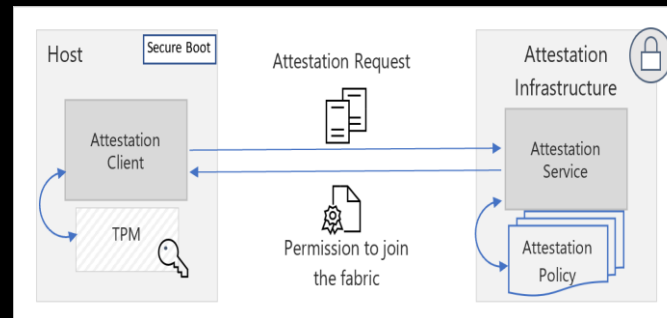 Host
Secure Boot
Attestation
Client
TPM
Attestation Request
Permission to join
the fabric
Attestation
Infrastructure
Attestation
Service
Attestation
Policy